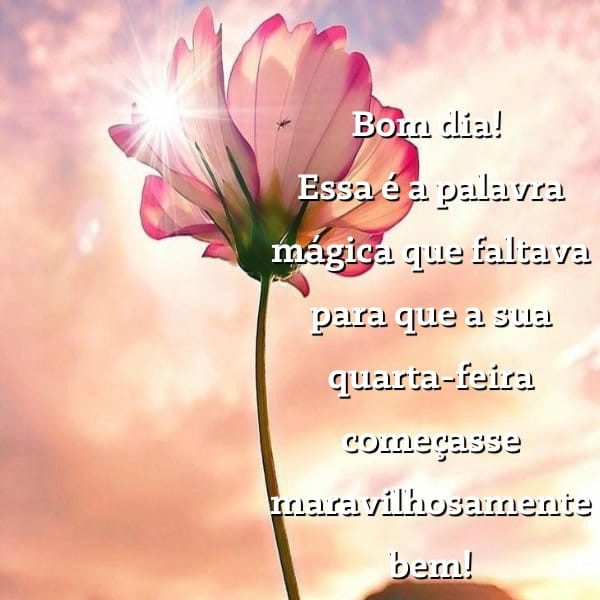 Bom dia!
Essa é a palavra
mágica que faltava
para que a sua
quarta-feira
começasse
maravilhosamente
bem!